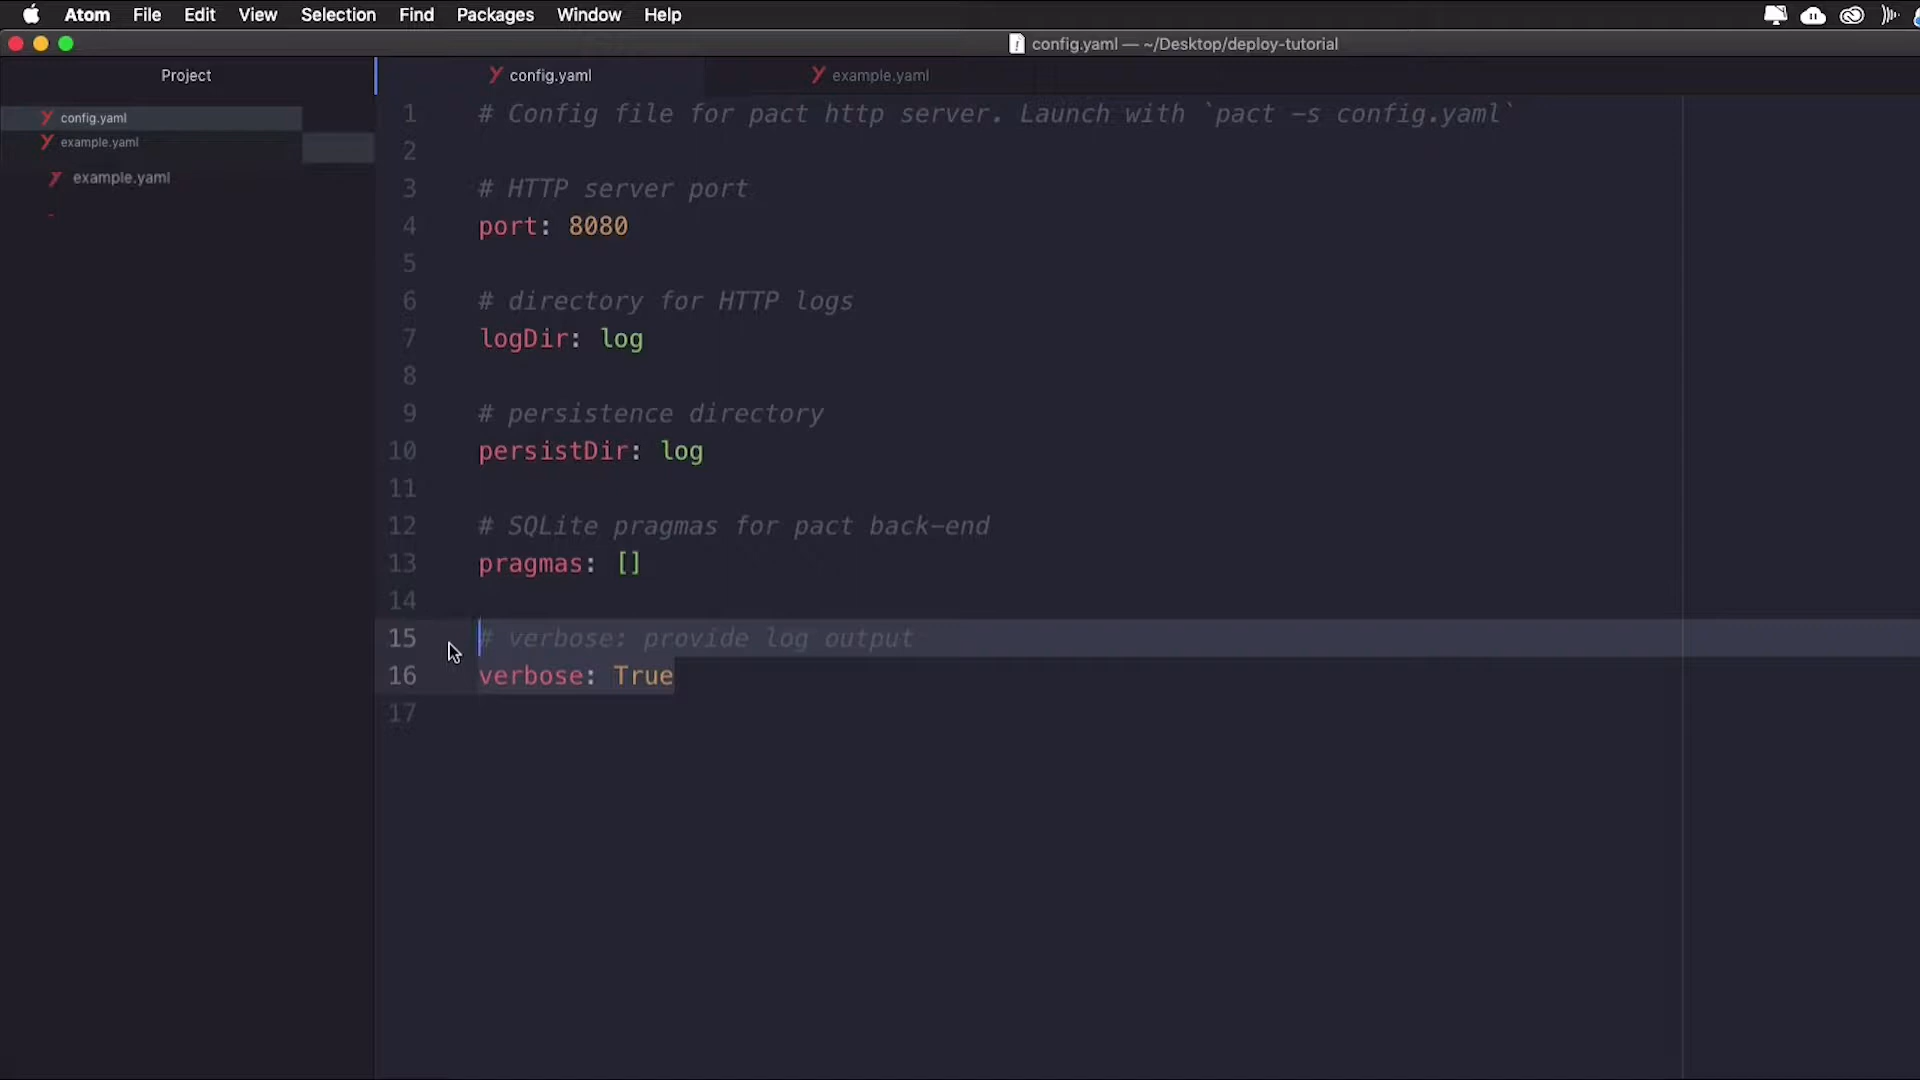 Atom File Edit View Selection Find Packages Window Help
config.yaml — ~/Desktop/deploy-tutorial
Project
config.yaml
example.yaml
example.yaml
config.yaml
example.yaml
1 # Config file for pact http server. Launch with `pact -s config.yaml`
2
3 # HTTP server port
4 port: 8080
5
6 # directory for HTTP logs
7 logDir: log
8
9 # persistence directory
10 persistDir: log
11
12 # SQLite pragmas for pact back-end
13 pragmas: []
14
15 # verbose: provide log output
16 verbose: True
17